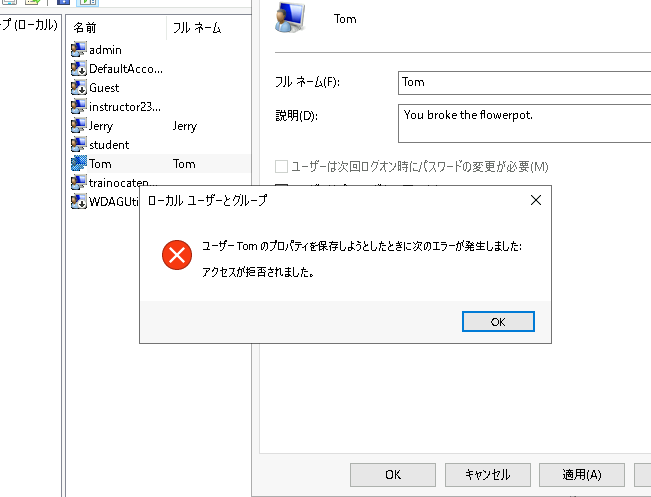 プ (ローカル)
名前
フル ネーム
admin
DefaultAcco...
Guest
instructor23...
Jerry
Jerry
student
Tom
Tom
trainocaten...
WDAGUti
Tom
フル ネーム(F):
Tom
説明(D):
You broke the flowerpot.
ユーザーは次回ログオン時にパスワードの変更が必要(M)
ローカル ユーザーとグループ
ユーザー Tom のプロパティを保存しようとしたときに次のエラーが発生しました:
アクセスが拒否されました。
OK
OK
キャンセル
適用(A)